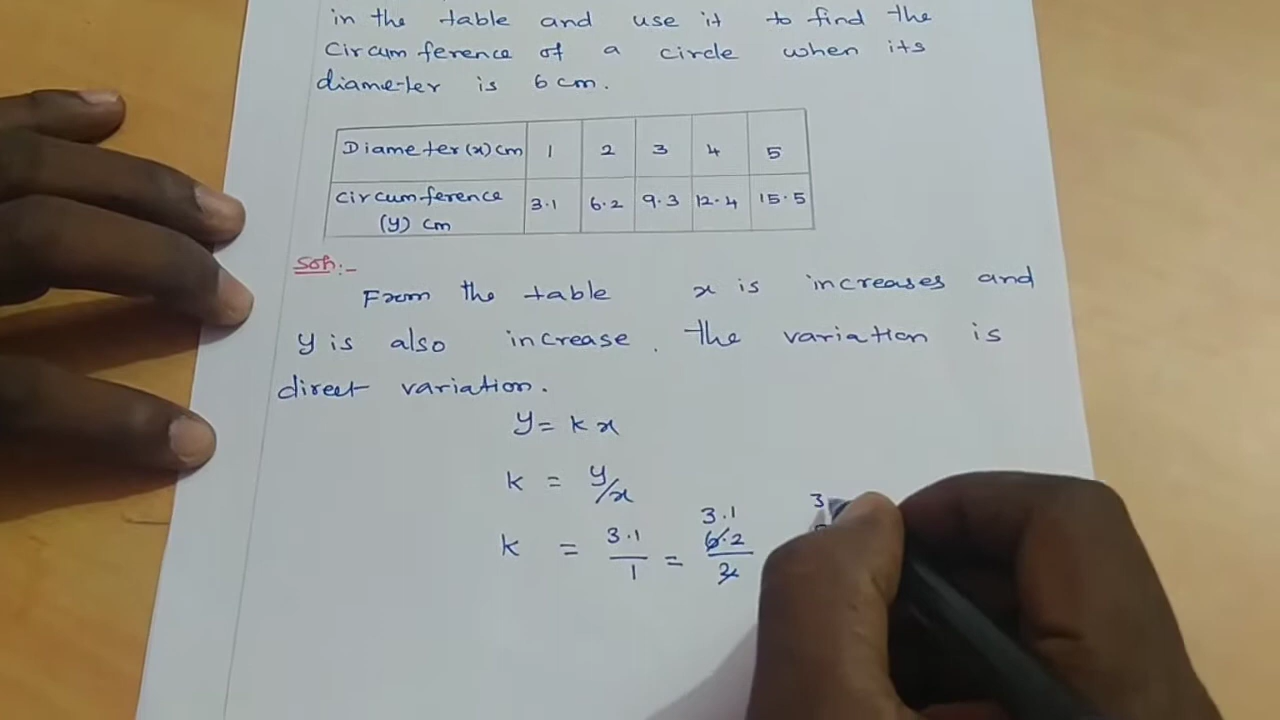 in the table and use it to find the
Circumference of a circle when its
diameter is 6 cm.
Diameter (x) cm 1 2 3 4 5
circumference (y) cm 3.1 6.2 9.3 12.4 15.5
Soln:-
From the table x is increases and
y is also increase. The variation is
direct variation.
y = k x
k = y/x
k = 3.1/1 = 3.1 6.2/2 3